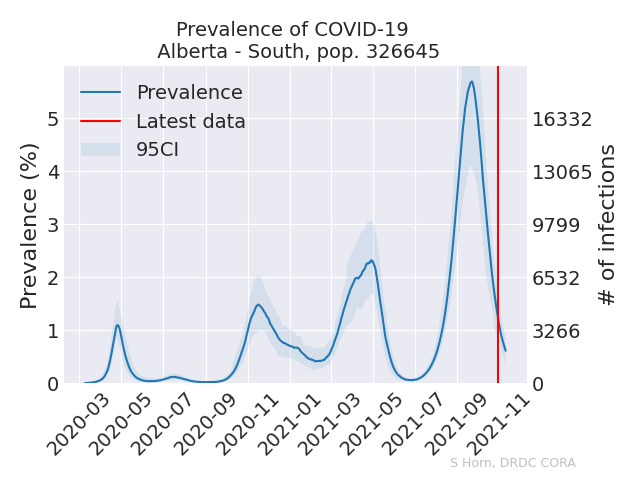 Prevalence of COVID-19
Alberta - South, pop. 326645
Prevalence
Latest data
95CI
Prevalence (%)
5
4
3
2
1
0
16332
13065
9799
6532
3266
0
# of infections
2020-03
2020-05
2020-07
2020-09
2020-11
2021-01
2021-03
2021-05
2021-07
2021-09
2021-11
S Horn, DRDC CORA